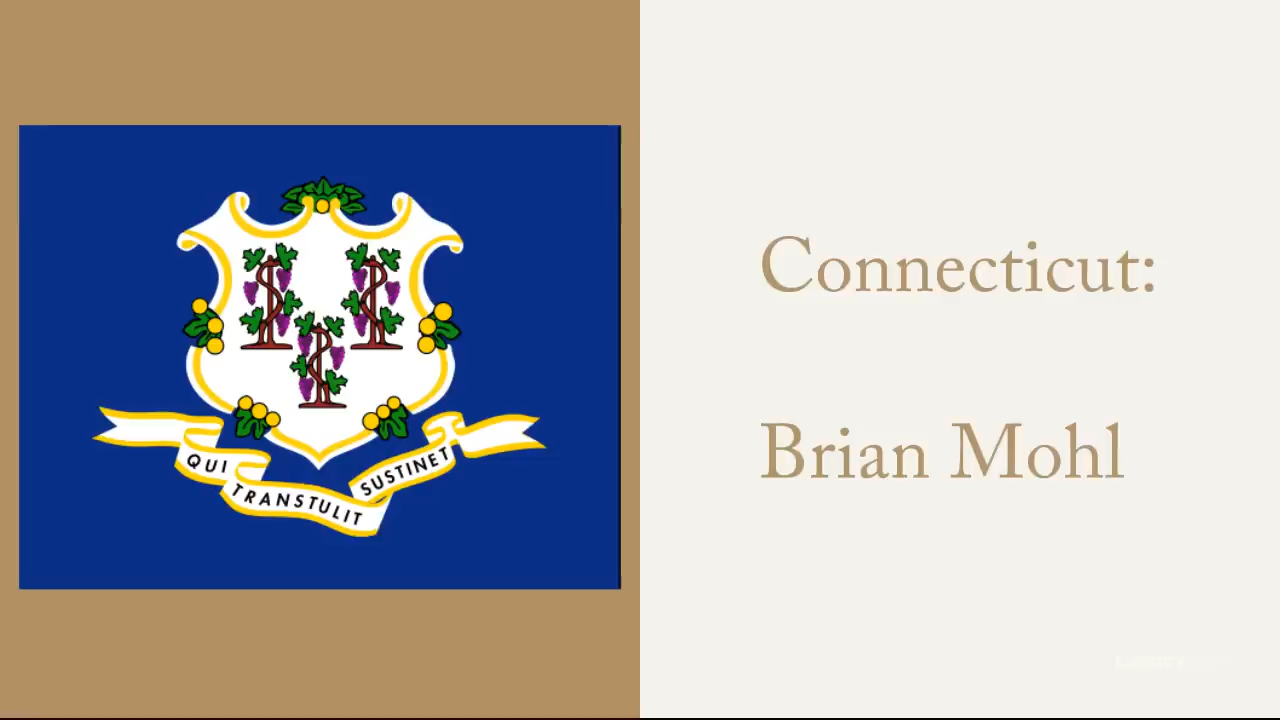 QUI
TRANSTULIT
SUSTINET
Connecticut:
Brian Mohl